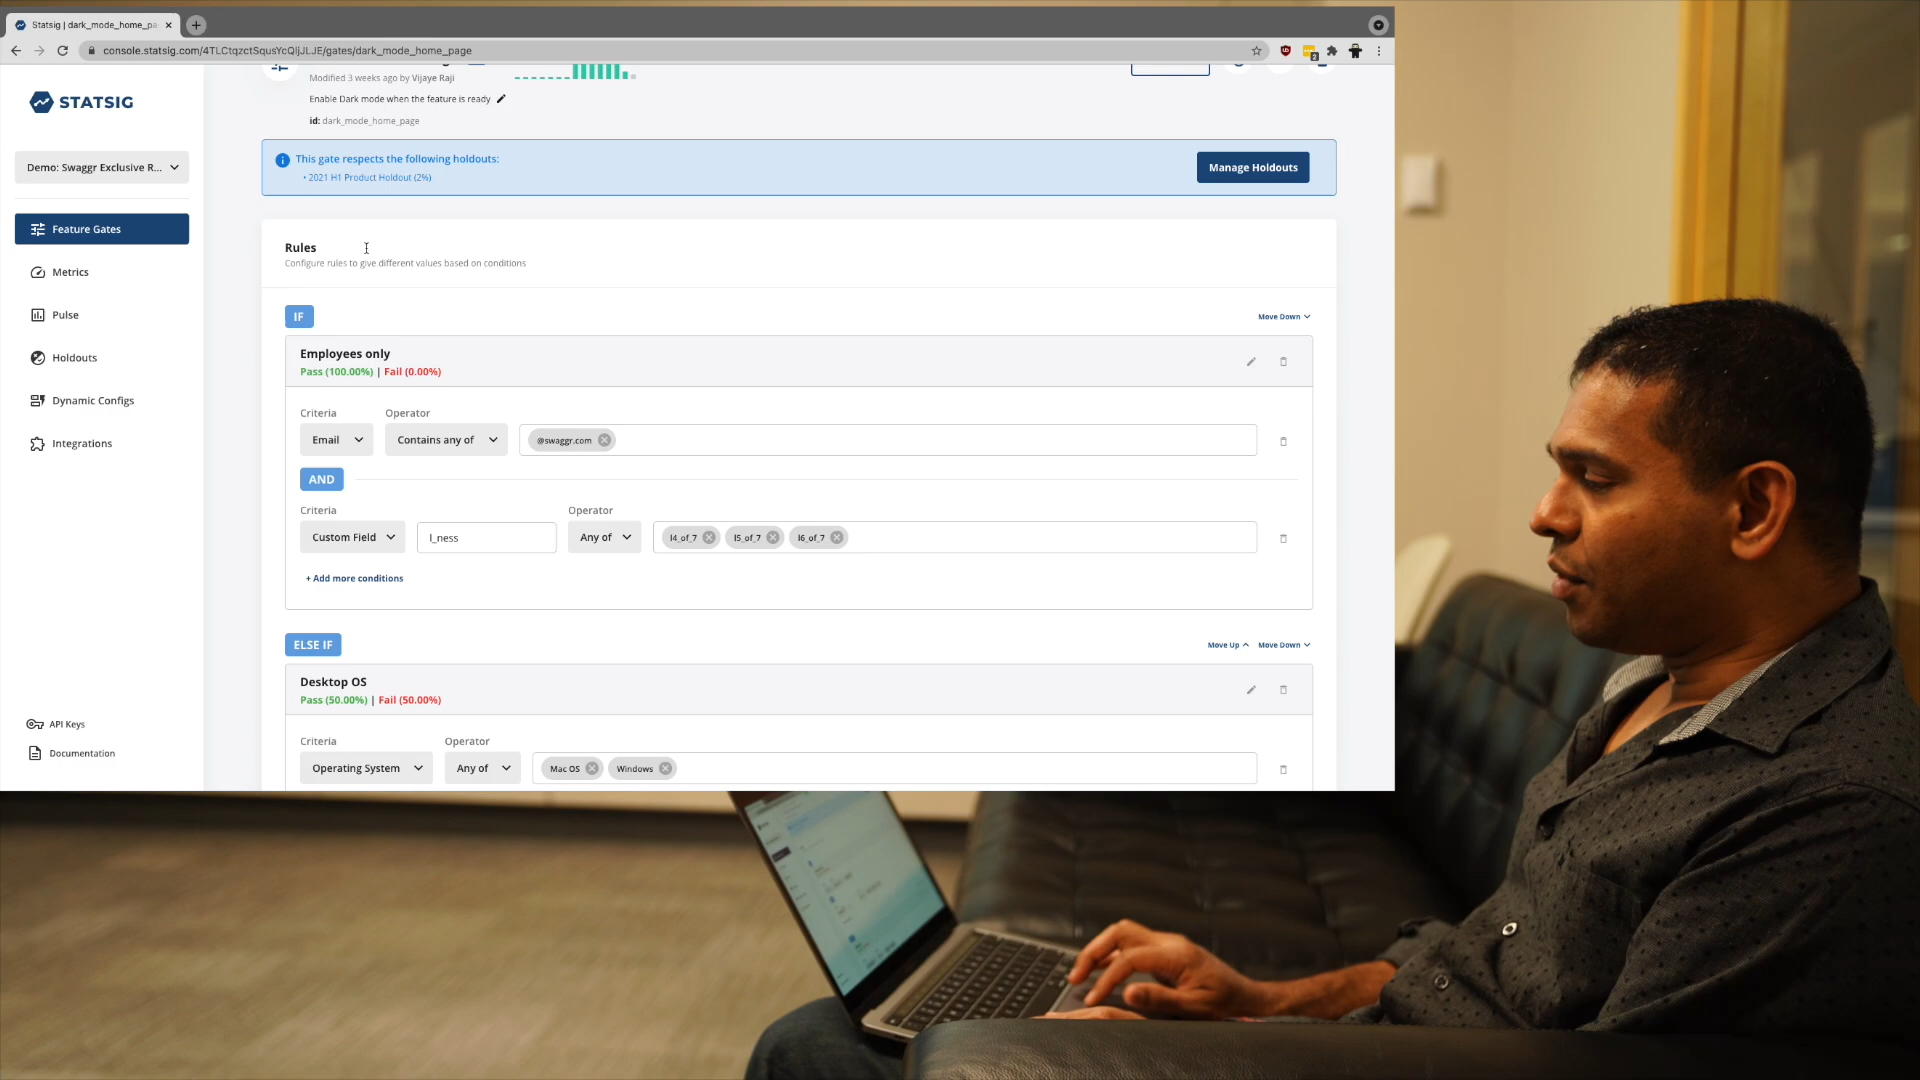 Statsig | dark_mode_home_pa
console.statsig.com/4TLCtqzctSqusYcQljJLJE/gates/dark_mode_home_page
2
STATSIG
Demo: Swaggr Exclusive R...
Feature Gates
Metrics
Pulse
Holdouts
Dynamic Configs
Integrations
API Keys
Documentation
Modified 3 weeks ago by Vijaye Raji
Enable Dark mode when the feature is ready
id: dark_mode_home_page
This gate respects the following holdouts:
• 2021 H1 Product Holdout (2%)
Manage Holdouts
Rules
Configure rules to give different values based on conditions
IF
Move Down
Employees only
Pass (100.00%) | Fail (0.00%)
Criteria Operator
Email Contains any of @swaggr.com
AND
Criteria Operator
Custom Field l_ness Any of l4_of_7 l5_of_7 l6_of_7
+ Add more conditions
ELSE IF
Move Up Move Down
Desktop OS
Pass (50.00%) | Fail (50.00%)
Criteria Operator
Operating System Any of Mac OS Windows